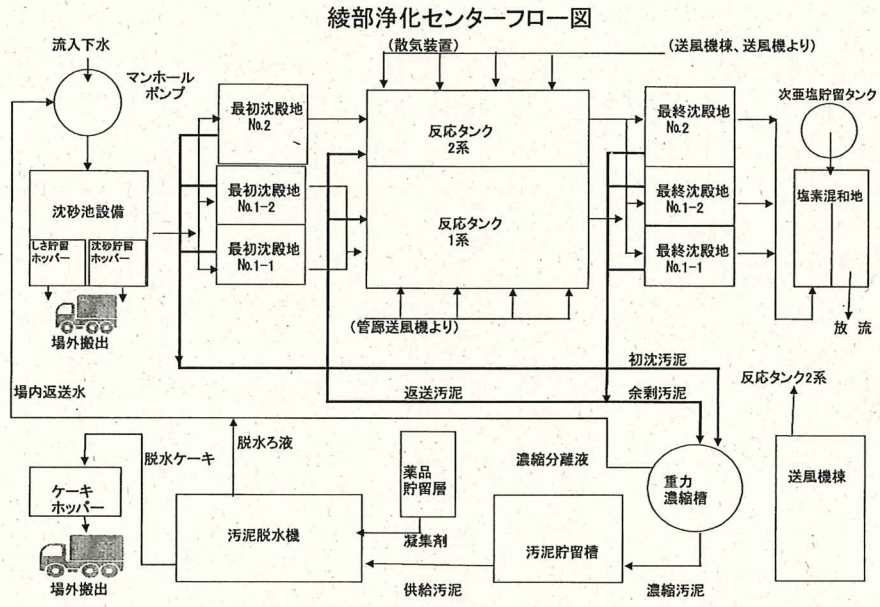 綾部浄化センターフロー図
流入下水
(散気装置)
(送風機棟、送風機より)
マンホール
ポンプ
最初沈殿地
No.2
反応タンク
2系
最終沈殿地
No.2
次亜塩貯留タンク
沈砂池設備
しさ貯留
ホッパー
沈砂貯留
ホッパー
最初沈殿地
No.1-2
最初沈殿地
No.1-1
反応タンク
1系
最終沈殿地
No.1-2
最終沈殿地
No.1-1
塩素混和地
場外搬出
(管廊送風機より)
放 流
初沈汚泥
場内返送水
返送汚泥
余剰汚泥
反応タンク2系
脱水ケーキ
脱水ろ液
薬品
貯留層
濃縮分離液
重力
濃縮槽
送風機棟
ケーキ
ホッパー
汚泥脱水機
凝集剤
汚泥貯留槽
場外搬出
供給汚泥
濃縮汚泥